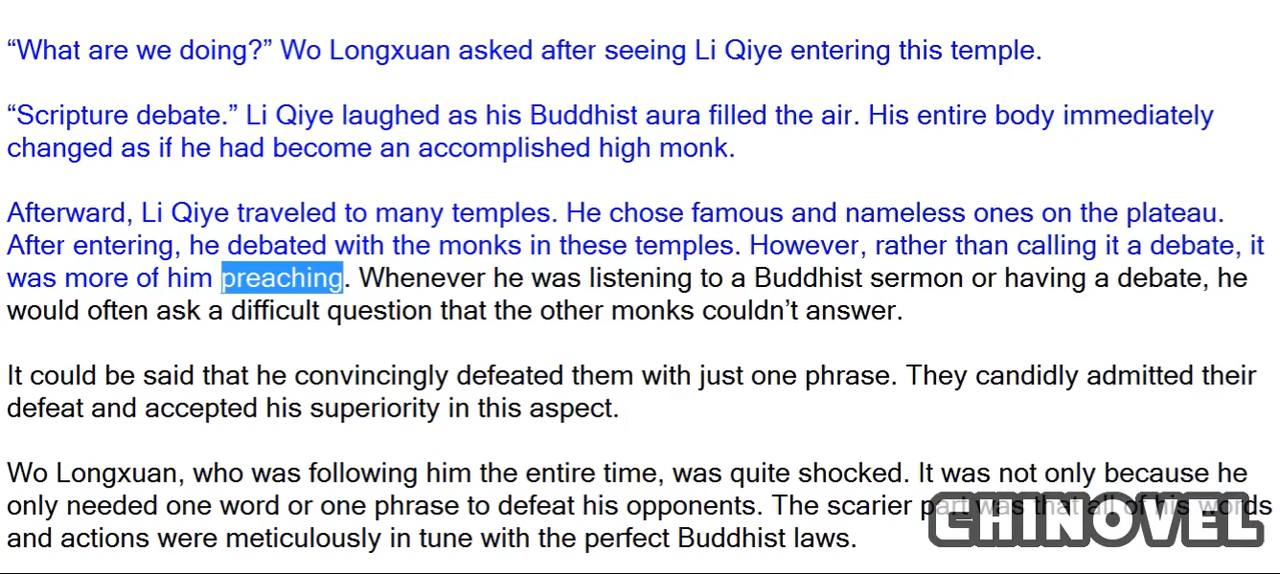 “What are we doing?” Wo Longxuan asked after seeing Li Qiye entering this temple.
“Scripture debate.” Li Qiye laughed as his Buddhist aura filled the air. His entire body immediately
changed as if he had become an accomplished high monk.
Afterward, Li Qiye traveled to many temples. He chose famous and nameless ones on the plateau.
After entering, he debated with the monks in these temples. However, rather than calling it a debate, it
was more of him preaching. Whenever he was listening to a Buddhist sermon or having a debate, he
would often ask a difficult question that the other monks couldn’t answer.
It could be said that he convincingly defeated them with just one phrase. They candidly admitted their
defeat and accepted his superiority in this aspect.
Wo Longxuan, who was following him the entire time, was quite shocked. It was not only because he
only needed one word or one phrase to defeat his opponents. The scarier part was that all of his words
and actions were meticulously in tune with the perfect Buddhist laws.
CHINOVEL